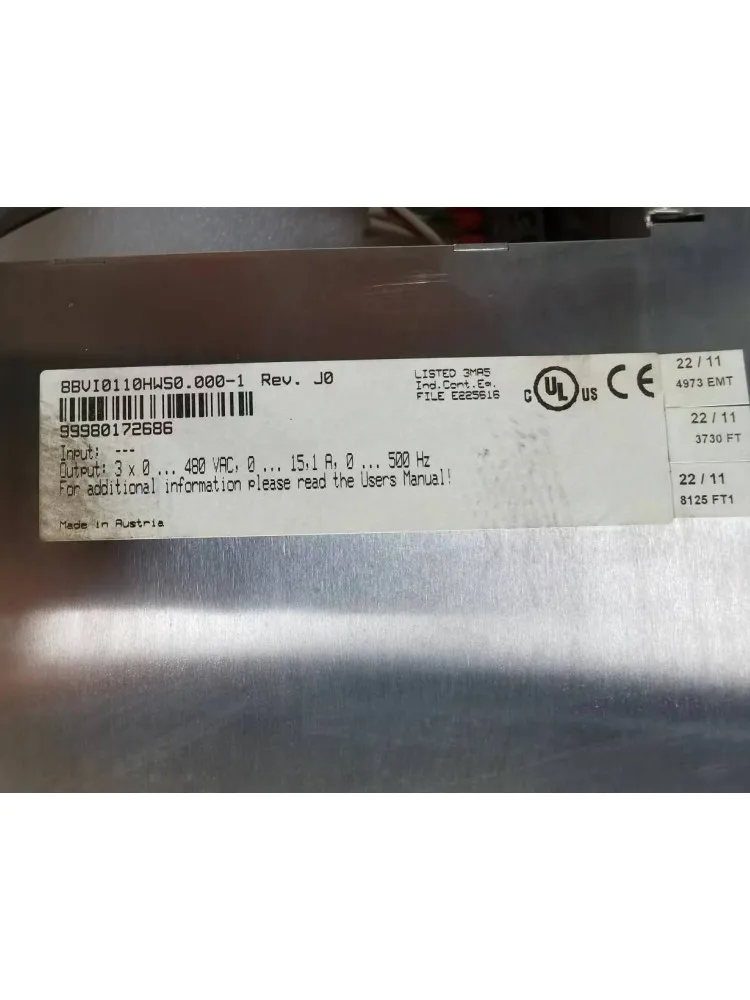 8BVI0110HWS0.000-1 Rev. J0
99980172686
Input: ---
Output: 3 x 0 ... 480 VAC, 0 ... 15,1 A, 0 ... 500 Hz
For additional information please read the Users Manual!
Made in Austria
LISTED 3MA5
Ind.Cont.Eq.
FILE E225616
C UL US CE
22 / 11
4973 EMT
22 / 11
3730 FT
22 / 11
8125 FT1